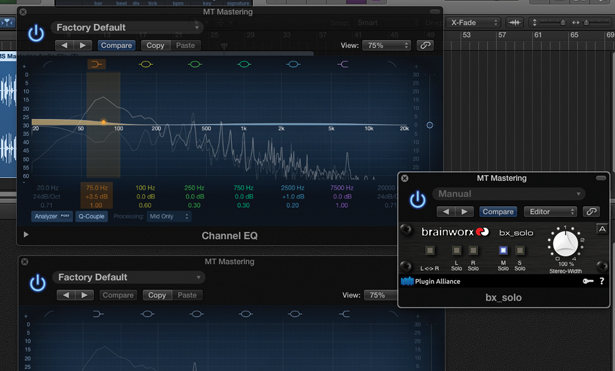 MT Mastering
Factory Default
Compare Copy Paste View: 75%
X-Fade
53 57 61 65 69
20 50 100 200 500 1k 2k 5k 10k 20k
20.0 Hz 75.0 Hz 100 Hz 250 Hz 750 Hz 2500 Hz 7500 Hz 20000
24dB/Oct +3.5 dB 0.0 dB 0.0 dB 0.0 dB +1.0 dB 0.0 dB
0.71 1.00 0.60 0.30 0.30 0.20 1.00
Analyzer POST Q-Couple Processing: Mid Only
Channel EQ
MT Mastering
Manual
Compare Editor
brainworx bx_solo
L<=>R L Solo R Solo M Solo S Solo
100 %
Stereo-Width
Plugin Alliance ?
bx_solo
MT Mastering
Factory Default
Compare Copy Paste View: 75%